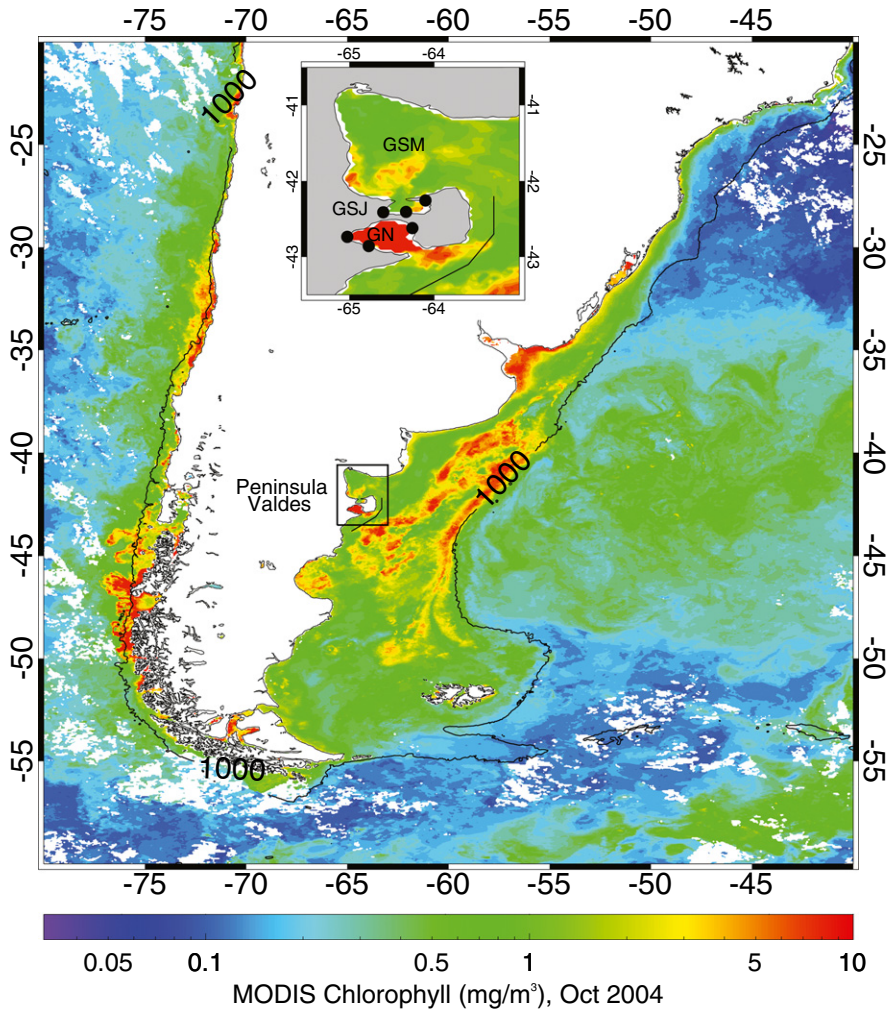 -75 -70 -65 -60 -55 -50 -45
-65 -64
1000
-41 -41
GSM
-25 -25
-42 -42
GSJ
GN
-43 -43
-30 -30
-65 -64
-35 -35
-40 -40
1000
Peninsula
Valdes
-45 -45
-50 -50
-55 -55
1000
-75 -70 -65 -60 -55 -50 -45
0.05 0.1 0.5 1 5 10
MODIS Chlorophyll (mg/m³), Oct 2004